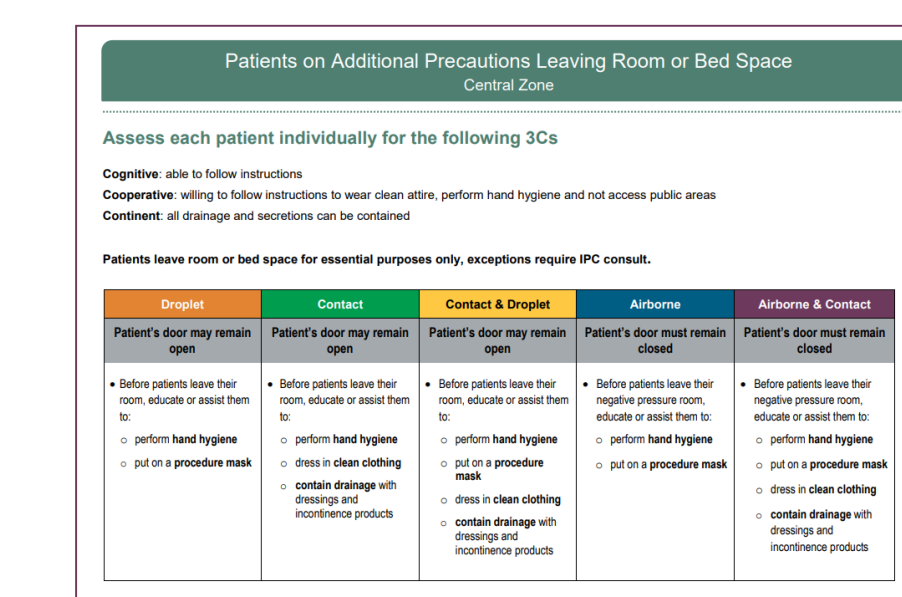 Patients on Additional Precautions Leaving Room or Bed Space
Central Zone
Assess each patient individually for the following 3Cs
Cognitive: able to follow instructions
Cooperative: willing to follow instructions to wear clean attire, perform hand hygiene and not access public areas
Continent: all drainage and secretions can be contained
Patients leave room or bed space for essential purposes only, exceptions require IPC consult.
Droplet
Patient's door may remain
open
• Before patients leave their
room, educate or assist them
to:
○ perform hand hygiene
○ put on a procedure mask
Contact
Patient's door may remain
open
• Before patients leave their
room, educate or assist them
to:
○ perform hand hygiene
○ dress in clean clothing
○ contain drainage with
dressings and
incontinence products
Contact & Droplet
Patient's door may remain
open
• Before patients leave their
room, educate or assist them
to:
○ perform hand hygiene
○ put on a procedure
mask
○ dress in clean clothing
○ contain drainage with
dressings and
incontinence products
Airborne
Patient's door must remain
closed
• Before patients leave their
negative pressure room,
educate or assist them to:
○ perform hand hygiene
○ put on a procedure mask
Airborne & Contact
Patient's door must remain
closed
• Before patients leave their
negative pressure room,
educate or assist them to:
○ perform hand hygiene
○ put on a procedure mask
○ dress in clean clothing
○ contain drainage with
dressings and
incontinence products